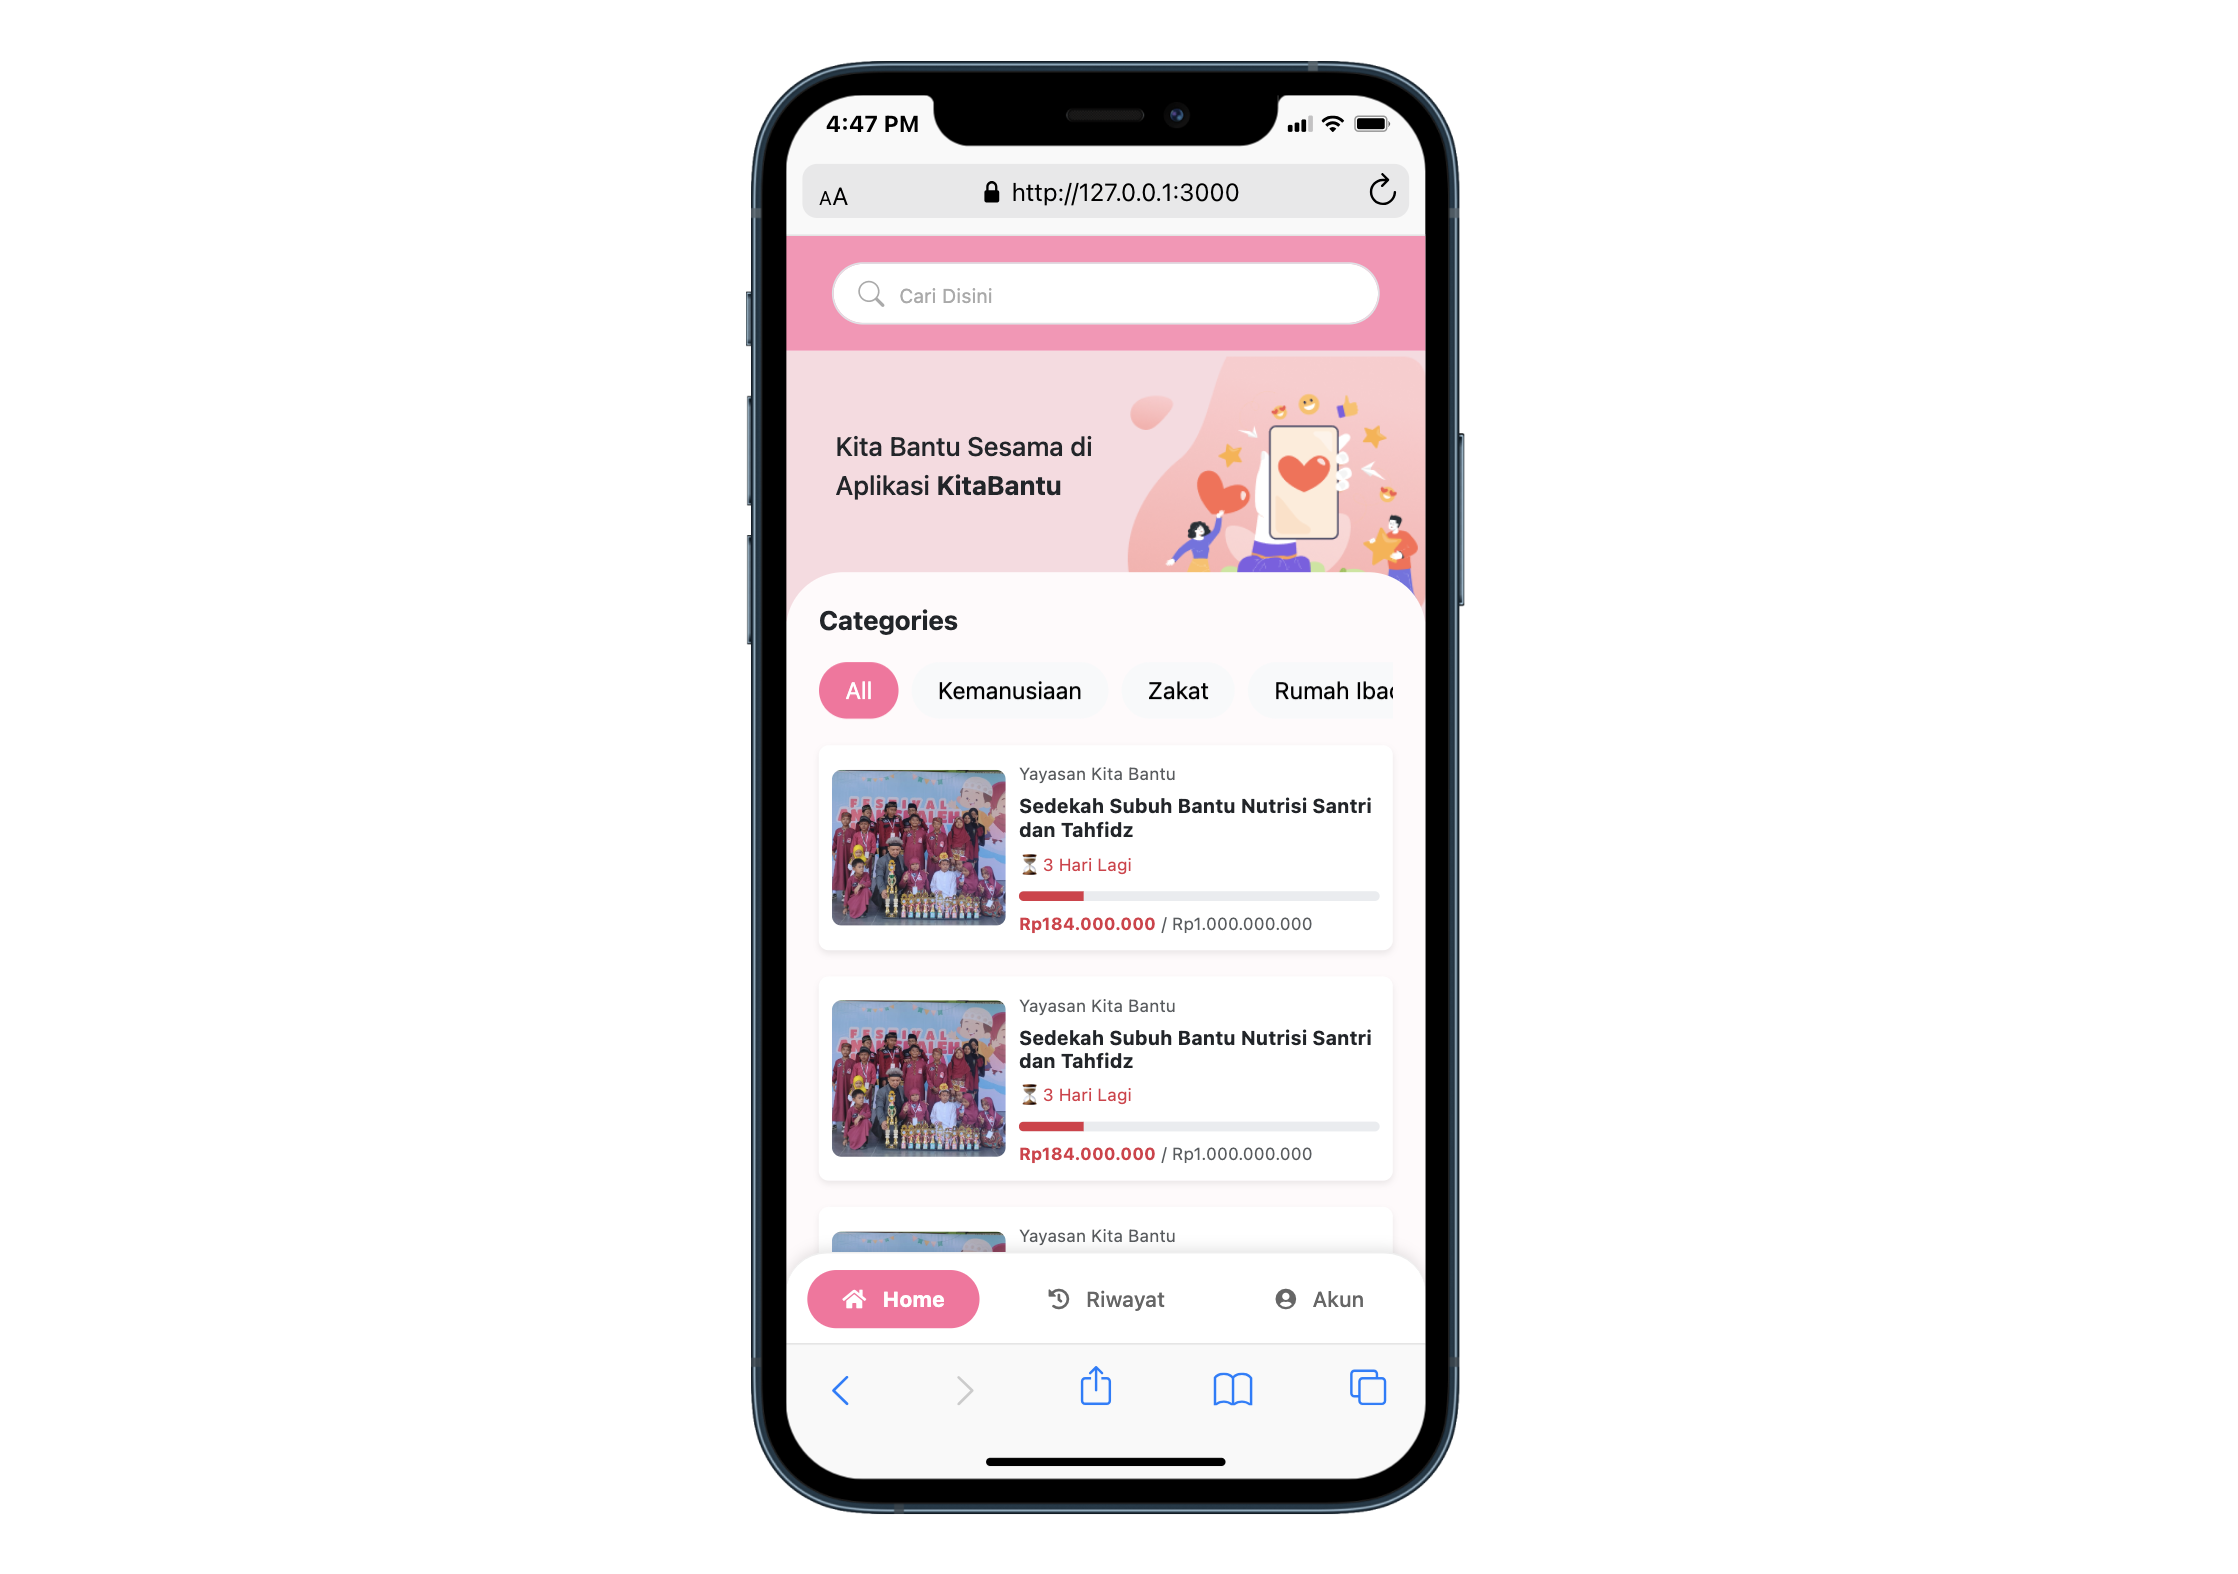 4:47 PM
AA
http://127.0.0.1:3000
Cari Disini
Kita Bantu Sesama di
Aplikasi KitaBantu
Categories
All
Kemanusiaan
Zakat
Rumah Ibad
Yayasan Kita Bantu
Sedekah Subuh Bantu Nutrisi Santri
dan Tahfidz
3 Hari Lagi
Rp184.000.000 / Rp1.000.000.000
Yayasan Kita Bantu
Sedekah Subuh Bantu Nutrisi Santri
dan Tahfidz
3 Hari Lagi
Rp184.000.000 / Rp1.000.000.000
Yayasan Kita Bantu
Home
Riwayat
Akun